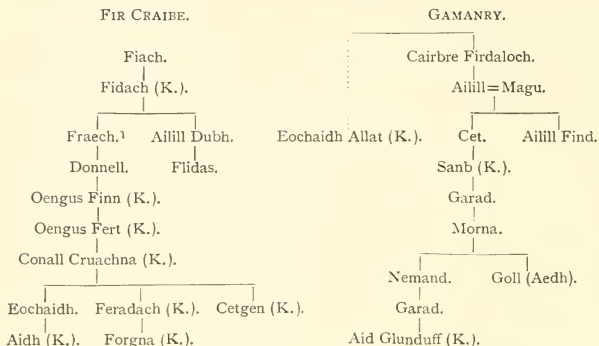 FIR CRAIBE.
Fiach.
Fidach (K.).
Fraech.¹ Ailill Dubh.
Donnell. Flidas.
Oengus Finn (K.).
Oengus Fert (K.).
Conall Cruachna (K.).
Eochaidh. Feradach (K.). Cetgen (K.).
Aidh (K.). Forgna (K.).
GAMANRY.
Cairbre Firdaloch.
Ailill=Magu.
Eochaidh Allat (K.). Cet. Ailill Find.
Sanb (K.).
Garad.
Morna.
Nemand. Goll (Aedh).
Garad.
Aid Glunduff (K.).